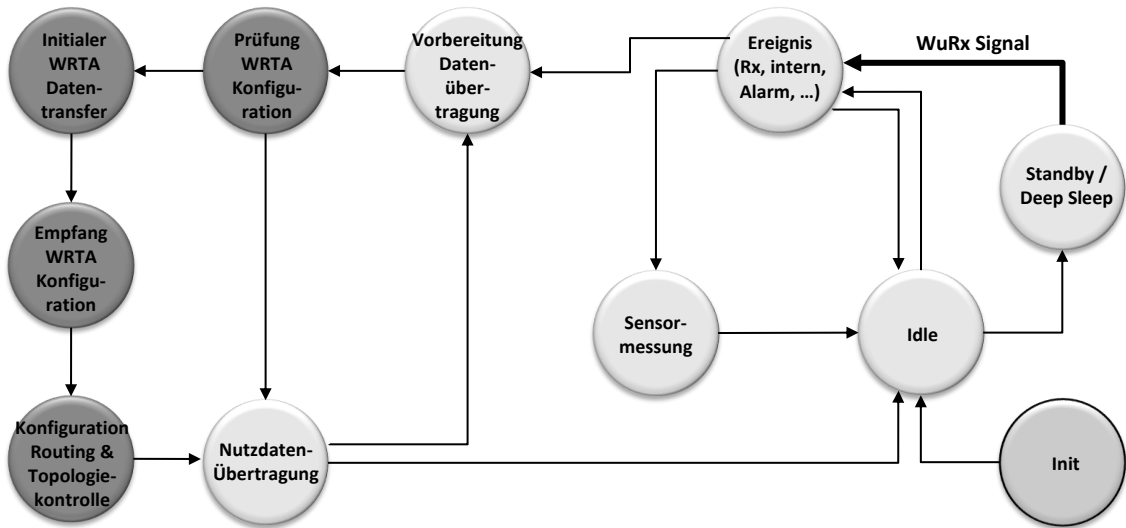 Initialer
WRTA
Daten-
transfer
Prüfung
WRTA
Konfigu-
ration
Vorbereitung
Daten-
über-
tragung
Ereignis
(Rx, intern,
Alarm, ...)
WuRx Signal
Standby /
Deep Sleep
Empfang
WRTA
Konfigu-
ration
Sensor-
messung
Idle
Konfiguration
Routing &
Topologie-
kontrolle
Nutzdaten-
Übertragung
Init